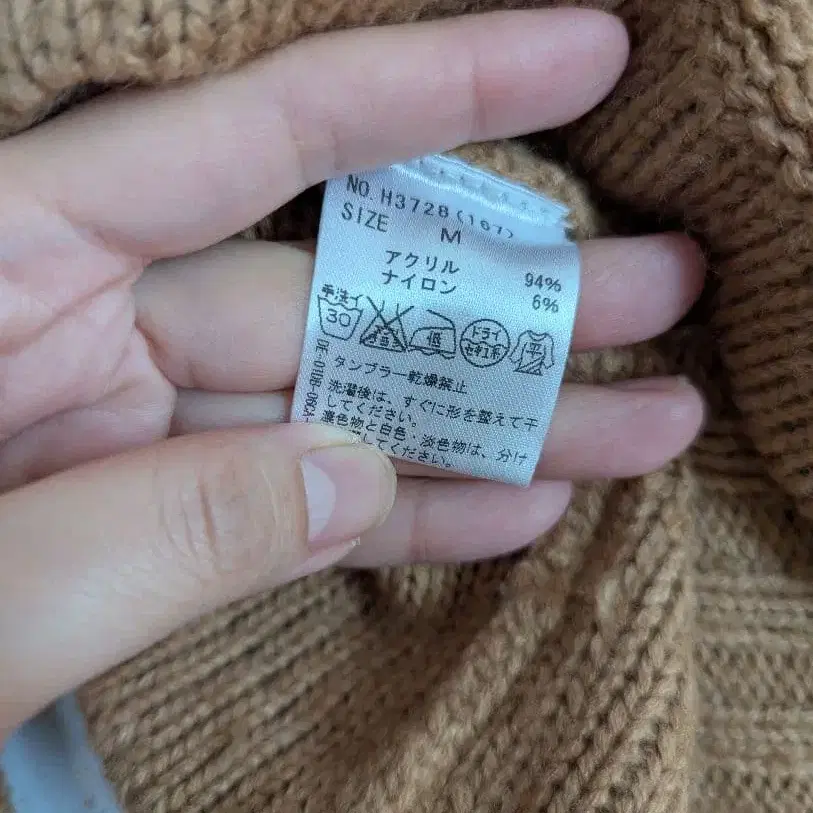 NO. H3728(167)
SIZE M
アクリル 94%
ナイロン 6%
手洗イ 30 低 ドライ セキユ系 平
タンブラー乾燥禁止
洗濯後は、すぐに形を整えて干
してください。
濃色物と白色・淡色物は、分け
してください。